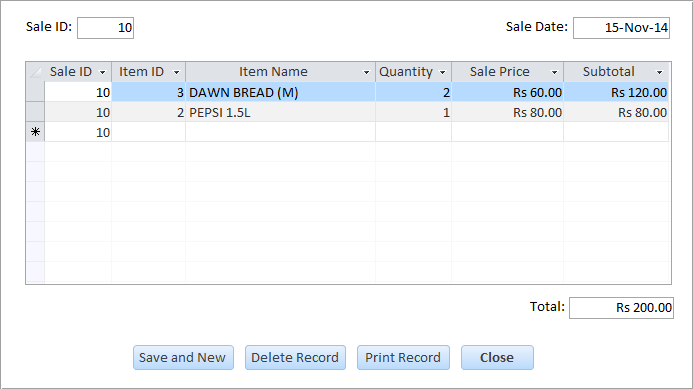 Sale ID: 10 Sale Date: 15-Nov-14
Sale ID Item ID Item Name Quantity Sale Price Subtotal
10 3 DAWN BREAD (M) 2 Rs 60.00 Rs 120.00
10 2 PEPSI 1.5L 1 Rs 80.00 Rs 80.00
10
Total: Rs 200.00
Save and New Delete Record Print Record Close